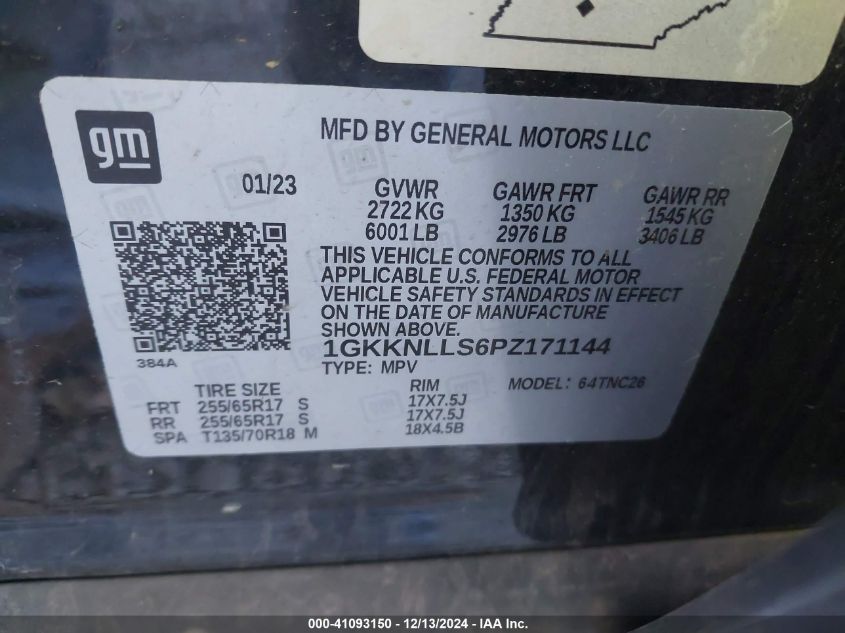 gm
MFD BY GENERAL MOTORS LLC
01/23
GVWR GAWR FRT GAWR RR
2722 KG 1350 KG 1545 KG
6001 LB 2976 LB 3406 LB
THIS VEHICLE CONFORMS TO ALL
APPLICABLE U.S. FEDERAL MOTOR
VEHICLE SAFETY STANDARDS IN EFFECT
ON THE DATE OF MANUFACTURE
SHOWN ABOVE.
1GKKNLLS6PZ171144
384A
TYPE: MPV
MODEL: 64TNC26
TIRE SIZE RIM
FRT 255/65R17 S 17X7.5J
RR 255/65R17 S 17X7.5J
SPA T135/70R18 M 18X4.5B
000-41093150 - 12/13/2024 - IAA Inc.